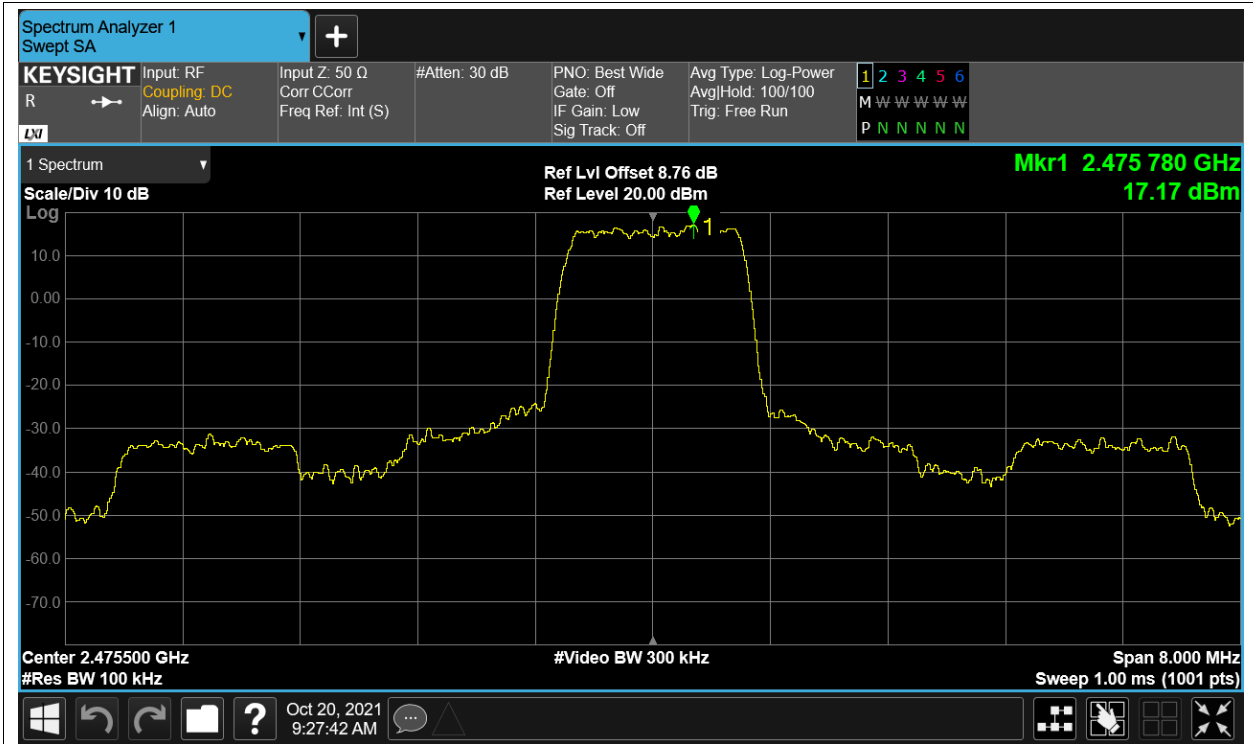 Spectrum Analyzer 1
Swept SA
KEYSIGHT
R
LXI
Input: RF
Coupling: DC
Align: Auto
Input Z: 50 Ω
Corr CCorr
Freq Ref: Int (S)
#Atten: 30 dB
PNO: Best Wide
Gate: Off
IF Gain: Low
Sig Track: Off
Avg Type: Log-Power
Avg|Hold: 100/100
Trig: Free Run
1 2 3 4 5 6
M W W W W W
P N N N N N
1 Spectrum
Scale/Div 10 dB
Log
Ref Lvl Offset 8.76 dB
Ref Level 20.00 dBm
Mkr1 2.475 780 GHz
17.17 dBm
1
10.0
0.00
-10.0
-20.0
-30.0
-40.0
-50.0
-60.0
-70.0
Center 2.475500 GHz
#Res BW 100 kHz
#Video BW 300 kHz
Span 8.000 MHz
Sweep 1.00 ms (1001 pts)
?
Oct 20, 2021
9:27:42 AM